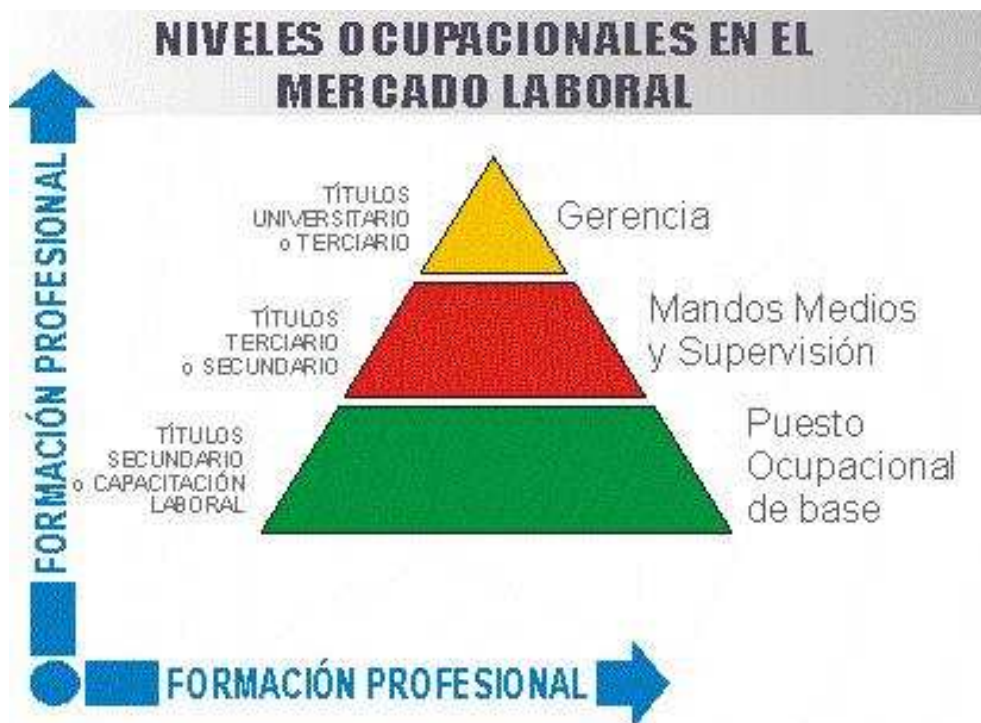 NIVELES OCUPACIONALES EN EL
MERCADO LABORAL
FORMACIÓN PROFESIONAL
TÍTULOS
UNIVERSITARIO
o TERCIARIO
Gerencia
TÍTULOS
TERCIARIO
o SECUNDARIO
Mandos Medios
y Supervisión
TÍTULOS
SECUNDARIO
o CAPACITACIÓN
LABORAL
Puesto
Ocupacional
de base
FORMACIÓN PROFESIONAL